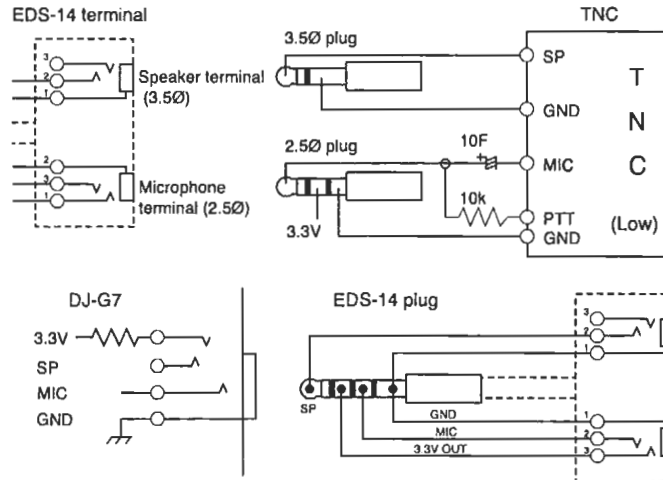 EDS-14 terminal
3
2
1
Speaker terminal
(3.5Ø)
2
3
1
Microphone
terminal (2.5Ø)
TNC
3.5Ø plug
SP
GND
2.5Ø plug
10F
+
MIC
10k
PTT
GND
3.3V
T
N
C
(Low)
DJ-G7
3.3V
SP
MIC
GND
EDS-14 plug
3
2
1
SP
GND
MIC
3.3V OUT
1
2
3